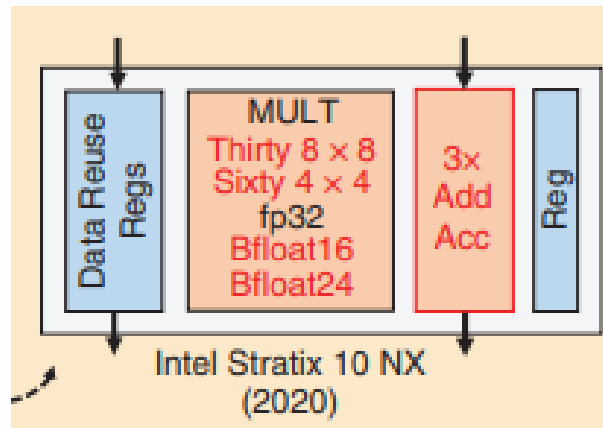 Data Reuse
Regs
MULT
Thirty 8 × 8
Sixty 4 × 4
fp32
Bfloat16
Bfloat24
3×
Add
Acc
Reg
Intel Stratix 10 NX
(2020)